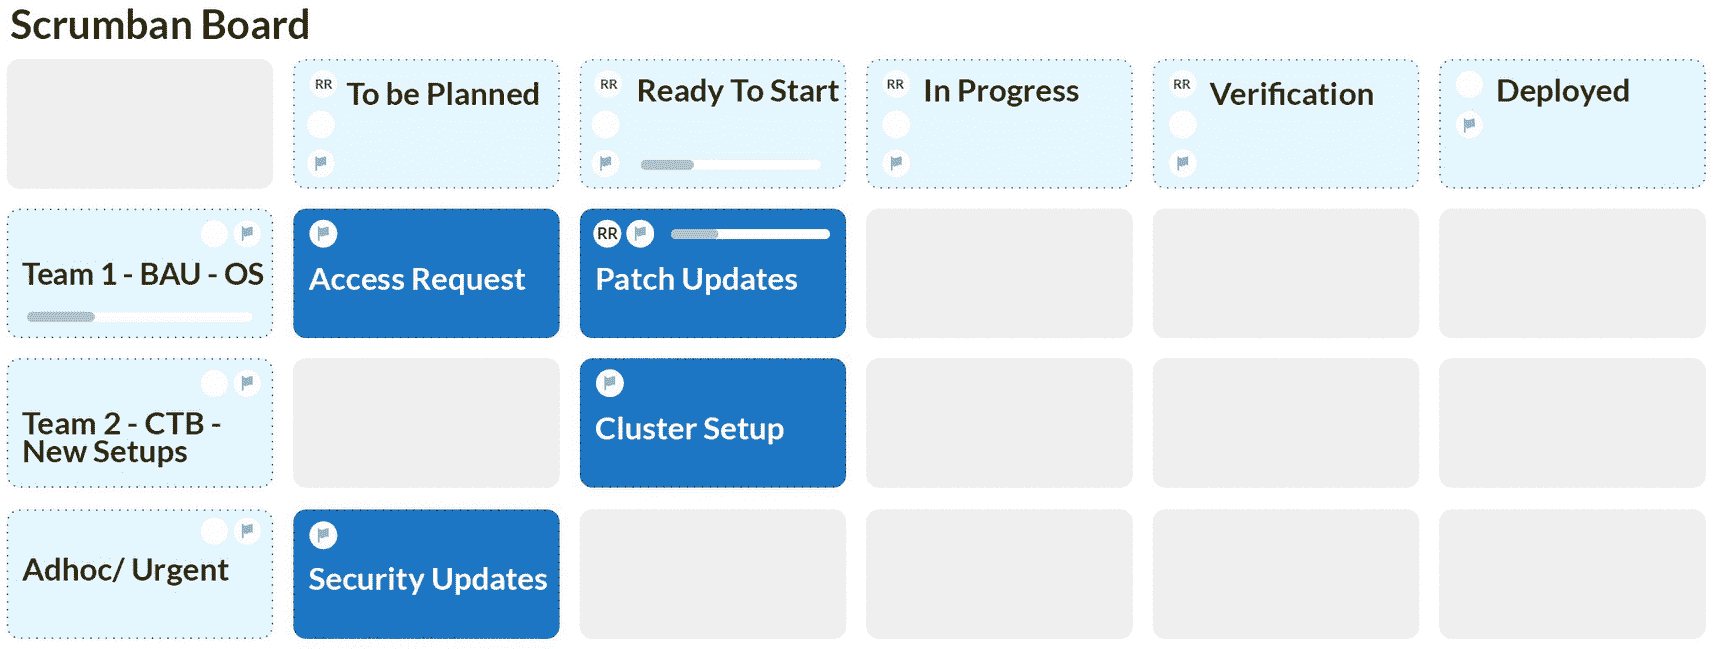 Scrumban Board
RR To be Planned
RR Ready To Start
RR In Progress
RR Verification
Deployed
Team 1 - BAU - OS
Access Request
RR
Patch Updates
Team 2 - CTB -
New Setups
Cluster Setup
Adhoc/ Urgent
Security Updates